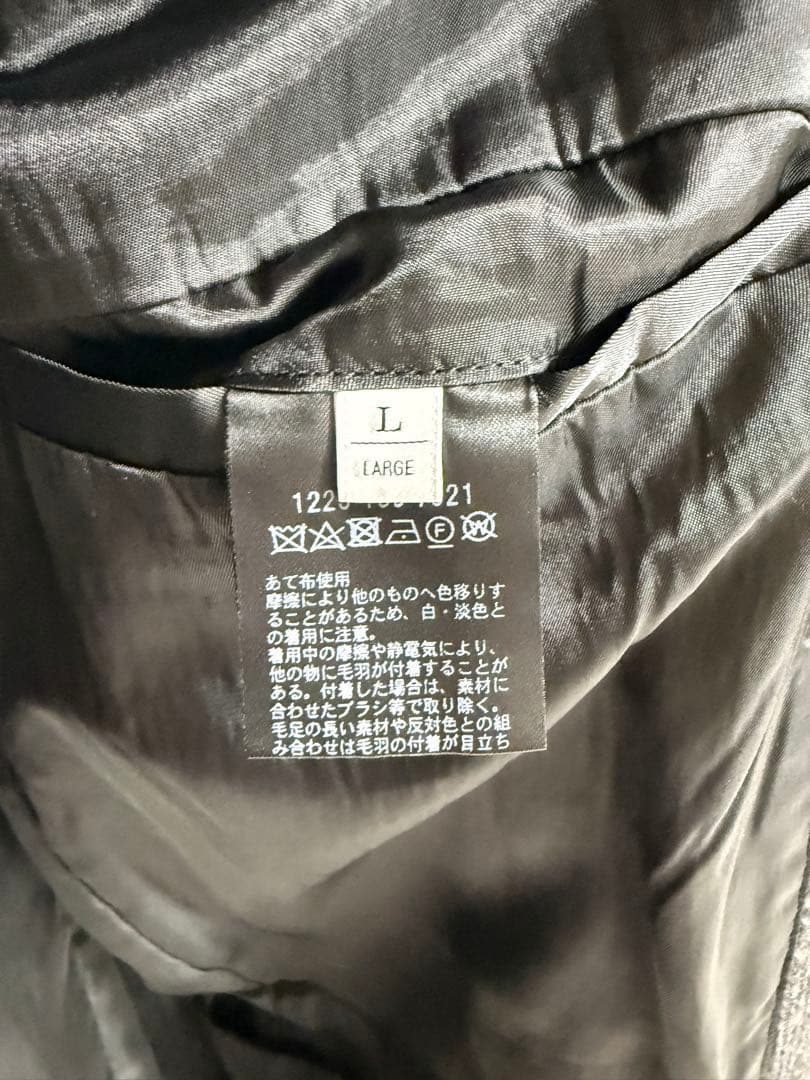 L
LARGE
あて布使用
摩擦により他のものへ色移りす
ることがあるため、白・淡色と
の着用に注意。
着用中の摩擦や静電気により、
他の物に毛羽が付着することが
ある。付着した場合は、素材に
合わせたブラシ等で取り除く。
毛足の長い素材や反対色との組
み合わせは毛羽の付着が目立ち